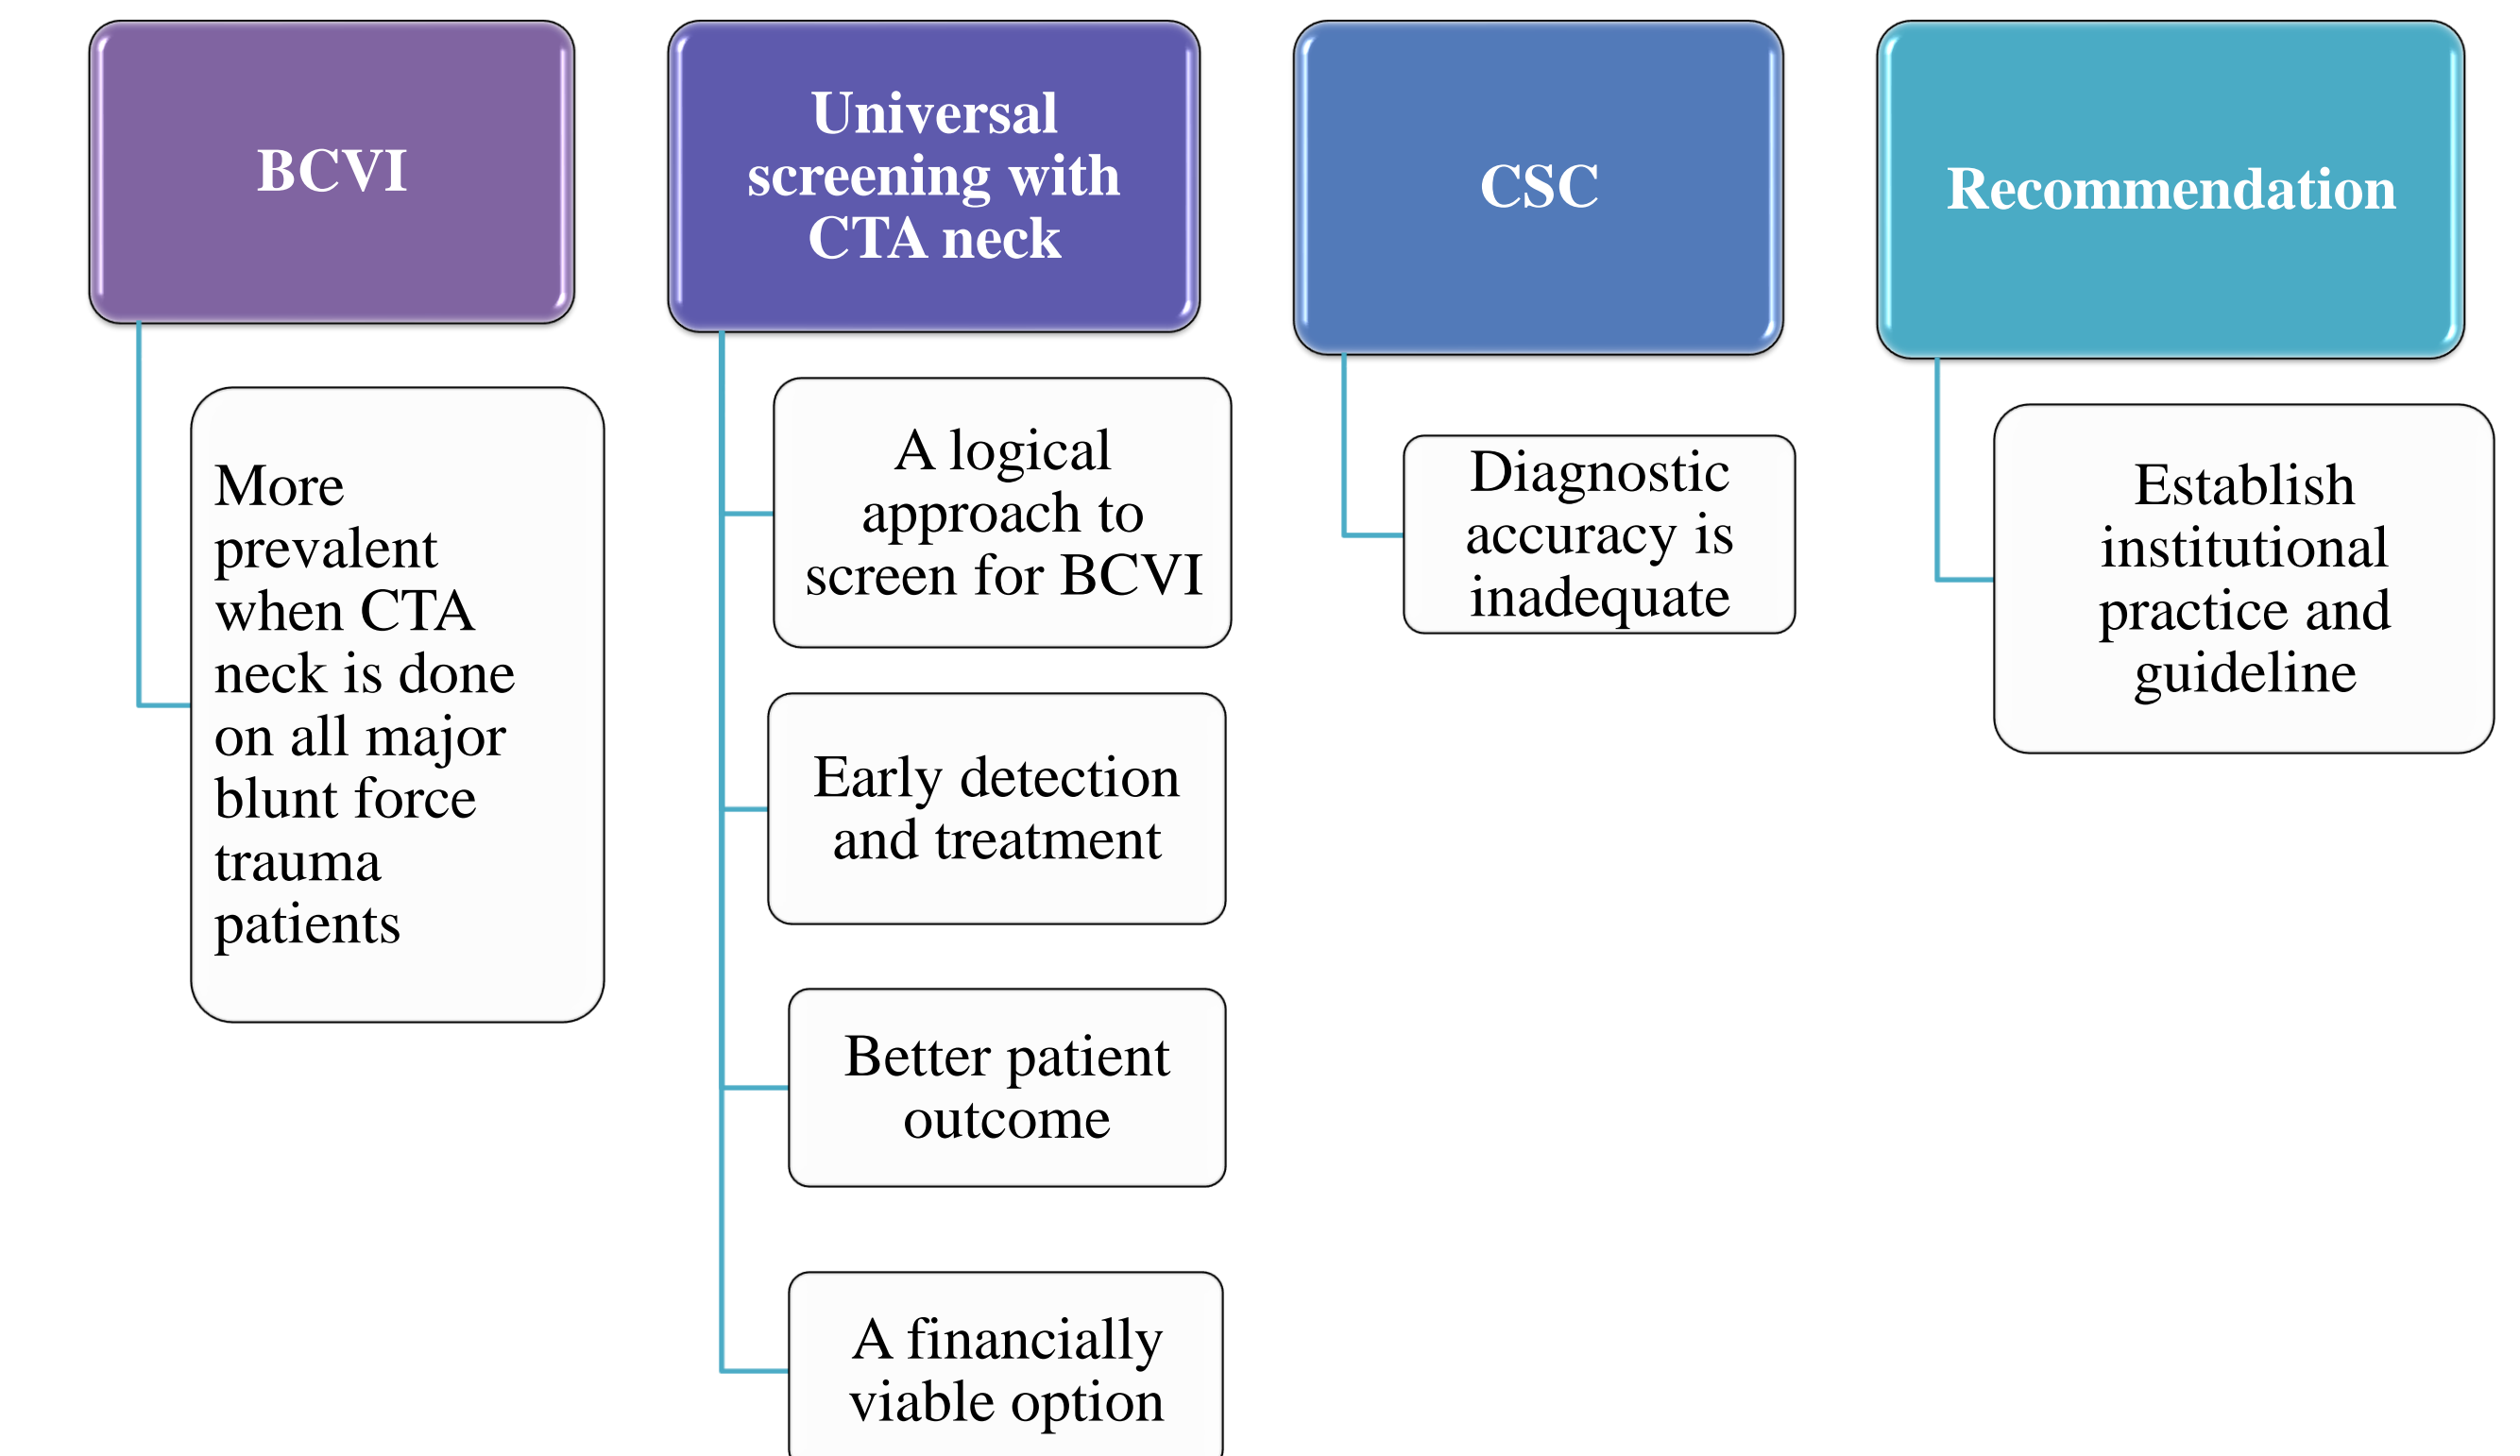 BCVI
More
prevalent
when CTA
neck is done
on all major
blunt force
trauma
patients
Universal
screening with
CTA neck
A logical
approach to
screen for BCVI
Early detection
and treatment
Better patient
outcome
A financially
viable option
CSC
Diagnostic
accuracy is
inadequate
Recommendation
Establish
institutional
practice and
guideline